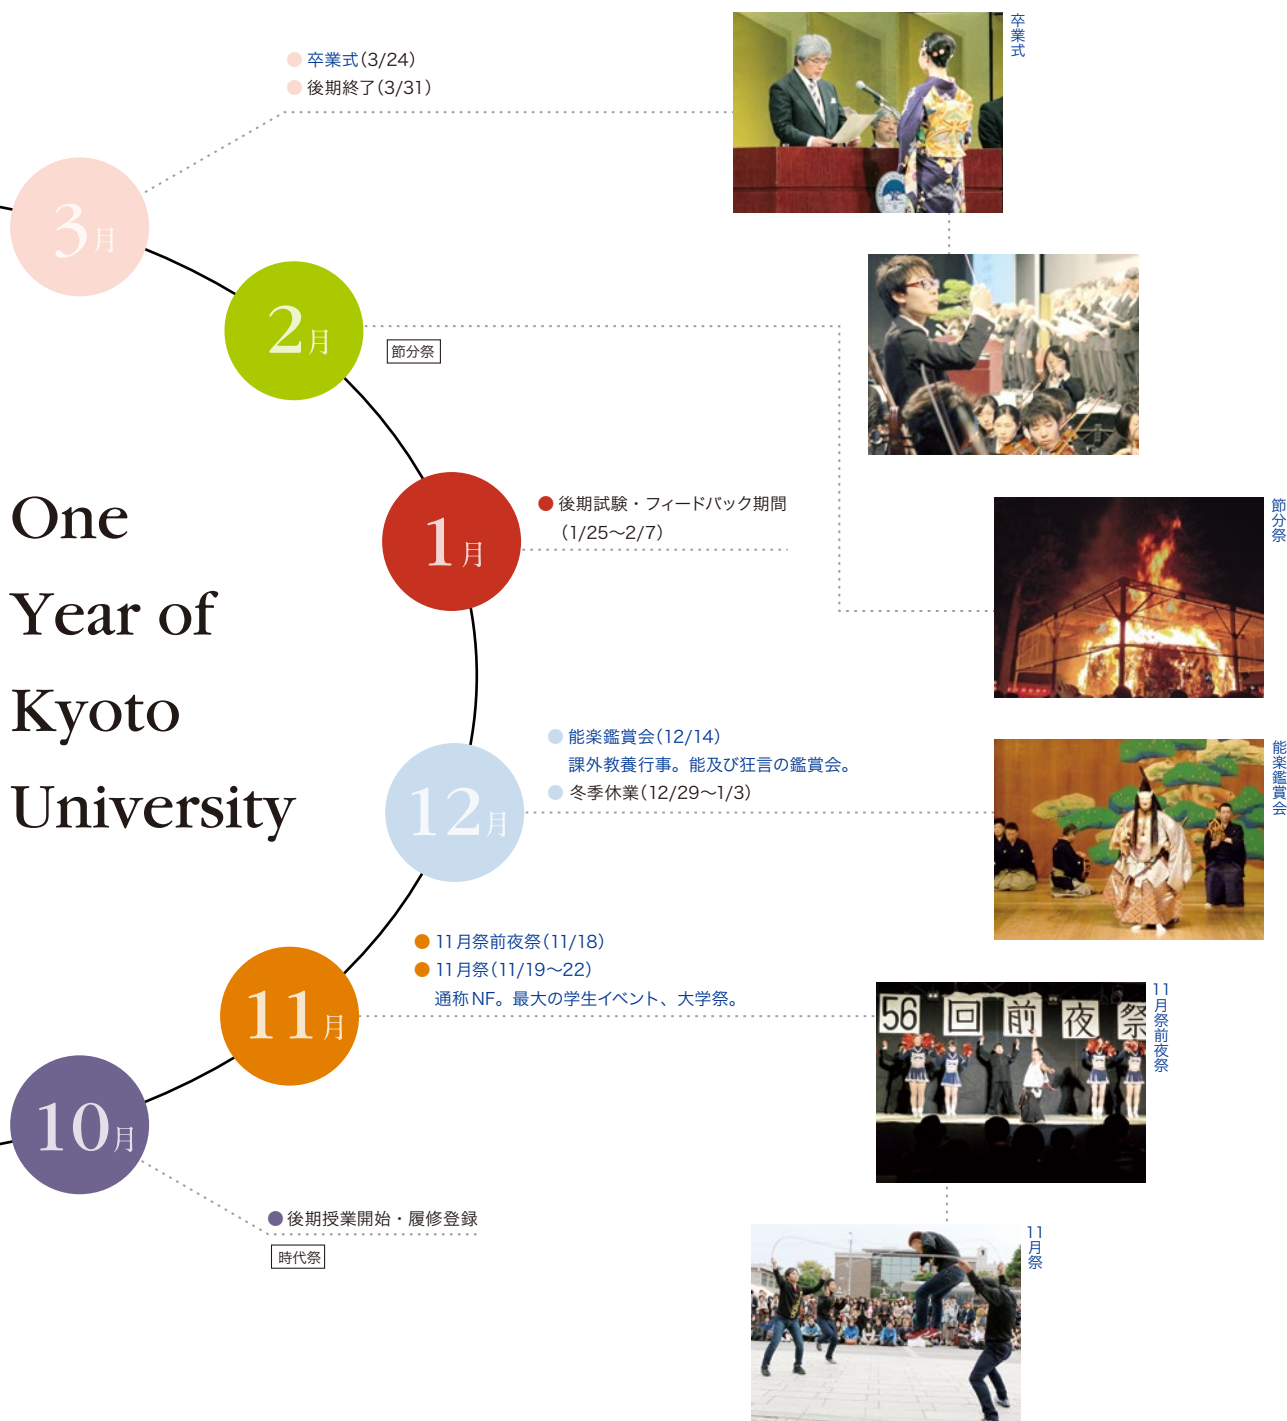 卒業式(3/24)
後期終了(3/31)
卒業式
3月
2月
節分祭
One
Year of
Kyoto
University
1月
後期試験・フィードバック期間
(1/25～2/7)
節分祭
12月
能楽鑑賞会(12/14)
課外教養行事。能及び狂言の鑑賞会。
冬季休業(12/29～1/3)
能楽鑑賞会
11月
11月祭前夜祭(11/18)
11月祭(11/19～22)
通称NF。最大の学生イベント、大学祭。
56回前夜祭
11月祭前夜祭
10月
後期授業開始・履修登録
時代祭
11月祭